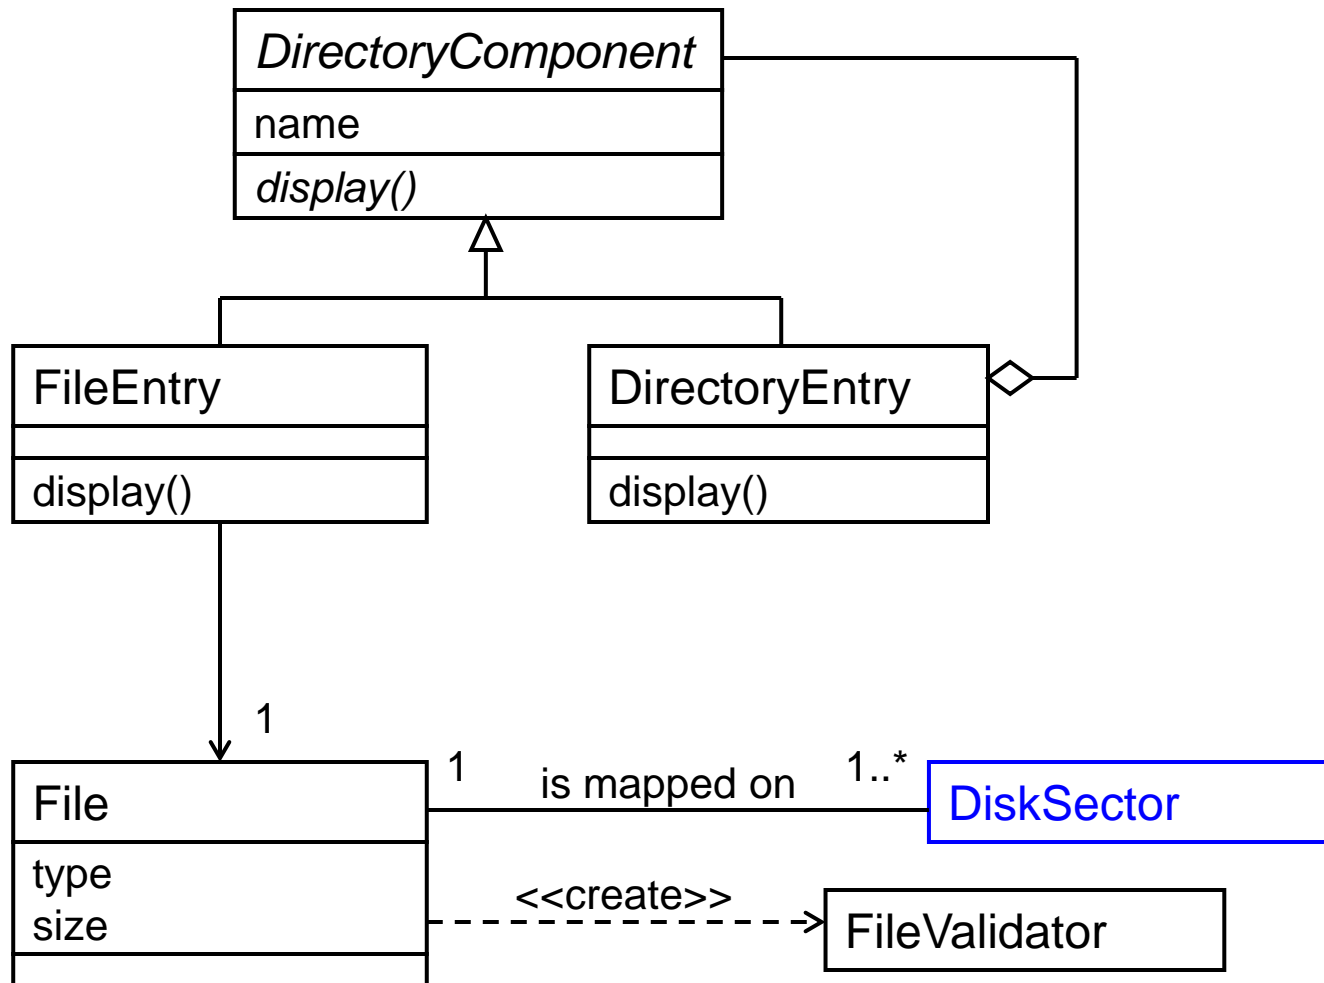 DirectoryComponent
name
display()
FileEntry
display()
DirectoryEntry
display()
1
File
type
size
1
is mapped on
1..*
DiskSector
<<create>>
FileValidator